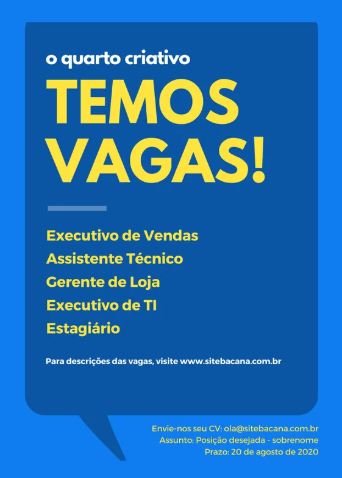 o quarto criativo
TEMOS
VAGAS!
Executivo de Vendas
Assistente Técnico
Gerente de Loja
Executivo de TI
Estagiário
Para descrições das vagas, visite www.sitebacana.com.br
Envie-nos seu CV: ola@sitebacana.com.br
Assunto: Posição desejada - sobrenome
Prazo: 20 de agosto de 2020